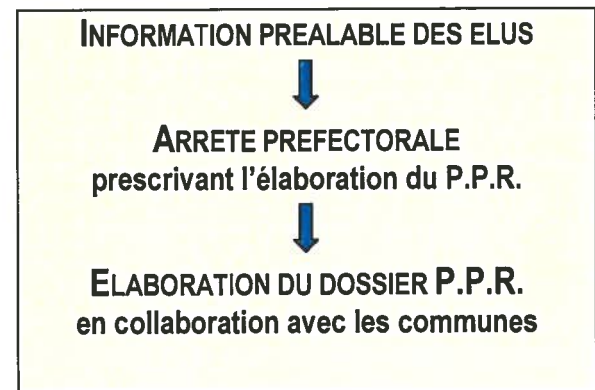 INFORMATION PREALABLE DES ELUS
ARRETE PREFECTORALE
prescrivant l'élaboration du P.P.R.
ELABORATION DU DOSSIER P.P.R.
en collaboration avec les communes